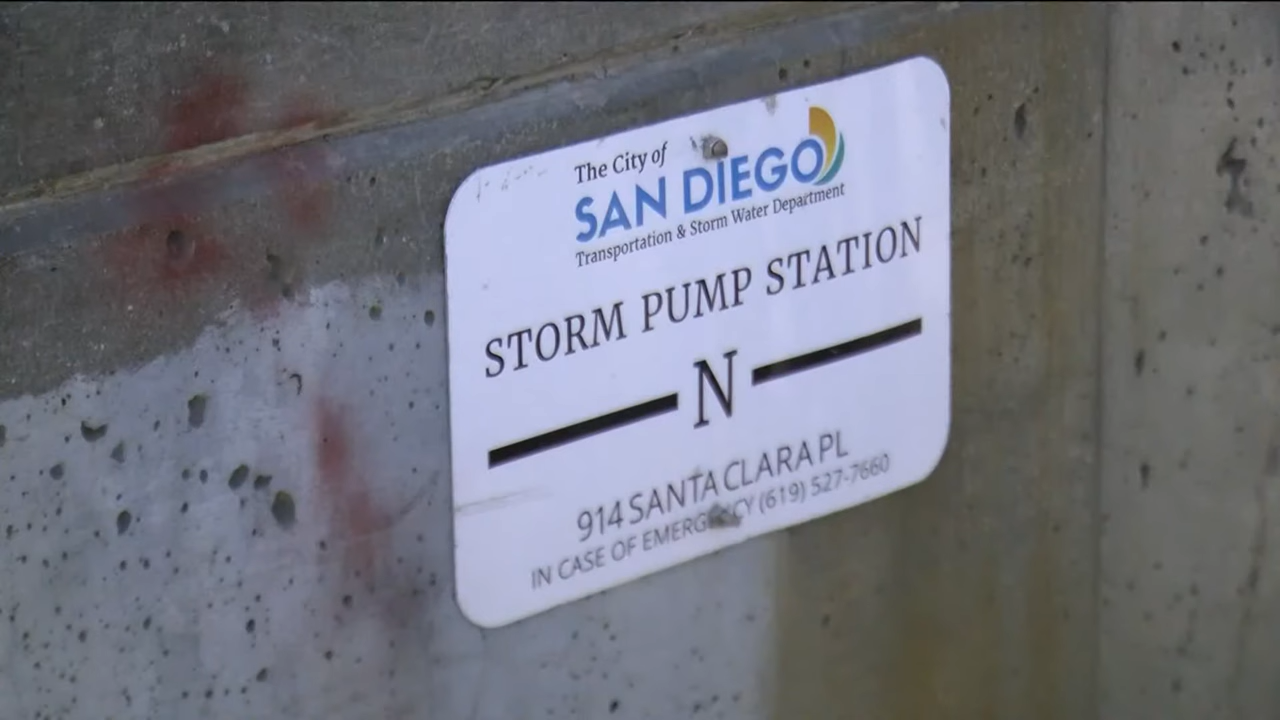 The City of
SAN DIEGO
Transportation & Storm Water Department
STORM PUMP STATION
N
914 SANTA CLARA PL
IN CASE OF EMERGENCY (619) 527-7660